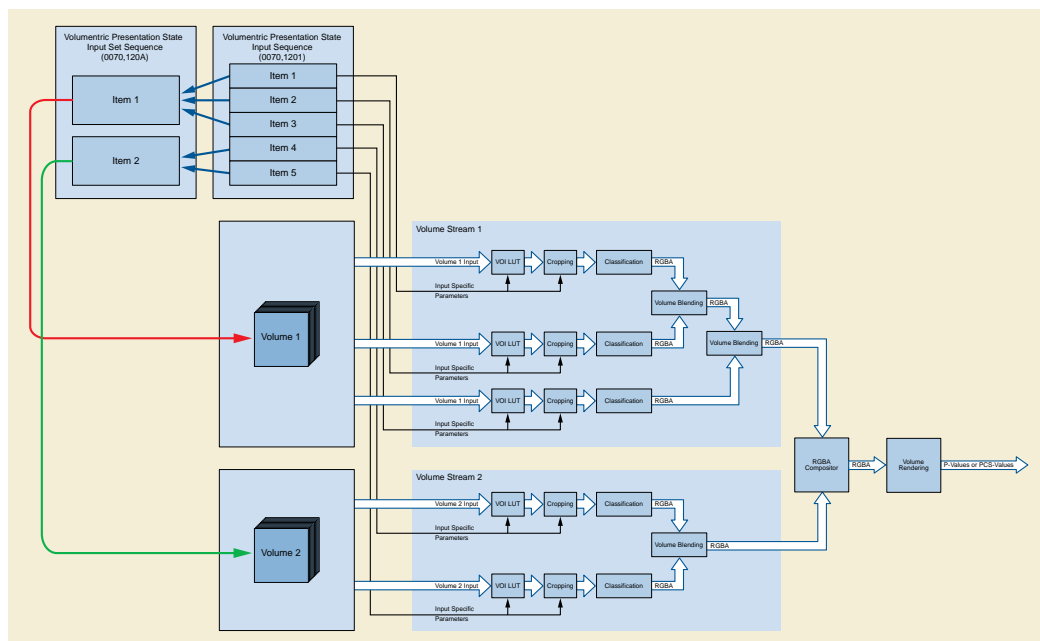 Volumentric Presentation State
Input Set Sequence
(0070,120A)
Volumentric Presentation State
Input Sequence
(0070,1201)
Item 1
Item 2
Item 1
Item 2
Item 3
Item 4
Item 5
Volume 1
Volume Stream 1
Volume 1 Input
VOI LUT
Cropping
Classification
RGBA
Input Specific
Parameters
Volume Blending
RGBA
Volume 1 Input
VOI LUT
Cropping
Classification
RGBA
Volume Blending
RGBA
Input Specific
Parameters
Volume 1 Input
VOI LUT
Cropping
Classification
RGBA
Input Specific
Parameters
Volume 2
Volume Stream 2
Volume 2 Input
VOI LUT
Cropping
Classification
RGBA
Input Specific
Parameters
Volume Blending
RGBA
Volume 2 Input
VOI LUT
Cropping
Classification
RGBA
Input Specific
Parameters
RGBA
Compositor
RGBA
Volume
Rendering
P-Values or PCS-Values